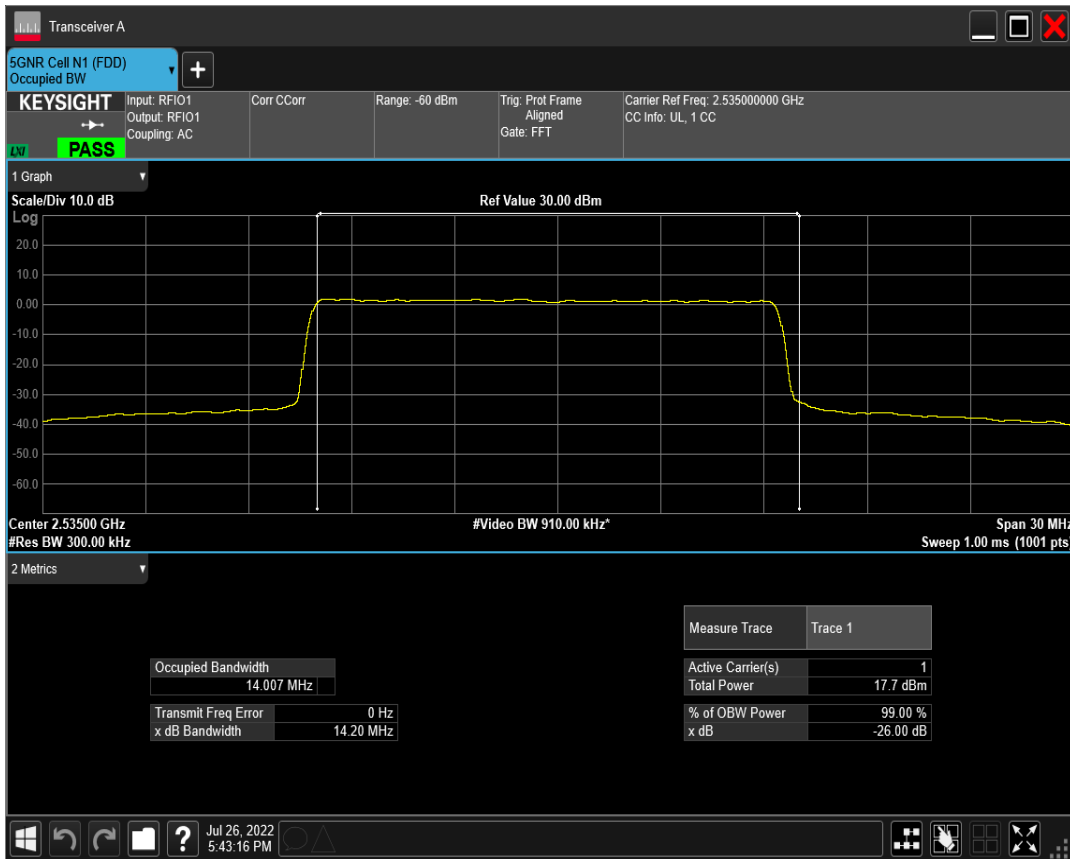 Transceiver A
5GNR Cell N1 (FDD)
Occupied BW
KEYSIGHT
LXI
PASS
Input: RFIO1
Output: RFIO1
Coupling: AC
Corr CCorr
Range: -60 dBm
Trig: Prot Frame
Aligned
Gate: FFT
Carrier Ref Freq: 2.535000000 GHz
CC Info: UL, 1 CC
1 Graph
Scale/Div 10.0 dB
Ref Value 30.00 dBm
Log
20.0
10.0
0.00
-10.0
-20.0
-30.0
-40.0
-50.0
-60.0
Center 2.53500 GHz
#Video BW 910.00 kHz*
Span 30 MHz
#Res BW 300.00 kHz
Sweep 1.00 ms (1001 pts)
2 Metrics
Measure Trace Trace 1
Occupied Bandwidth
14.007 MHz
Active Carrier(s) 1
Total Power 17.7 dBm
Transmit Freq Error 0 Hz
x dB Bandwidth 14.20 MHz
% of OBW Power 99.00 %
x dB -26.00 dB
?
Jul 26, 2022
5:43:16 PM